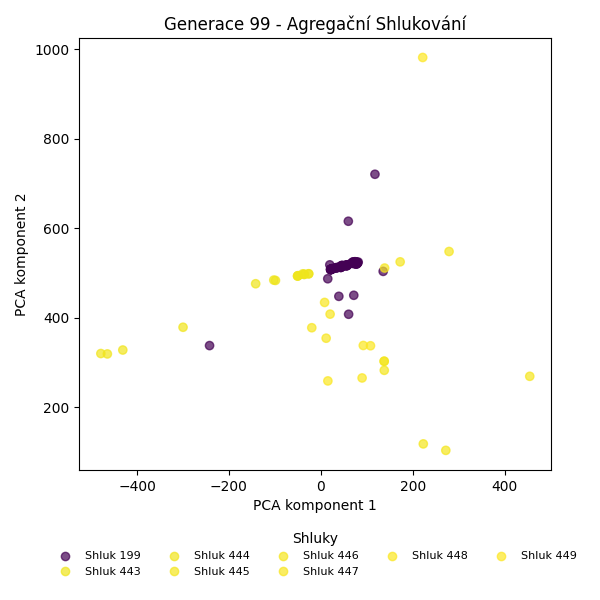 Generace 99 - Agregační Shlukování
1000
800
600
400
200
PCA komponent 2
−400 −200 0 200 400
PCA komponent 1
Shluky
Shluk 199 Shluk 444 Shluk 446 Shluk 448 Shluk 449
Shluk 443 Shluk 445 Shluk 447